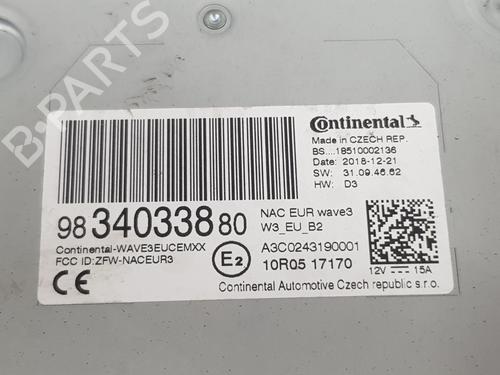 B-PARTS
Continental
Made in CZECH REP.
BS....18510002136
Date: 2018-12-21
SW: 31.09.46.62
HW: D3
98 34033880
NAC EUR wave3
W3_EU_B2
Continental-WAVE3EUCEMXX
FCC ID:ZFW-NACEUR3
E2
A3C0243190001
10R05 17170
12V 15A
CE
Continental Automotive Czech republic s.r.o.